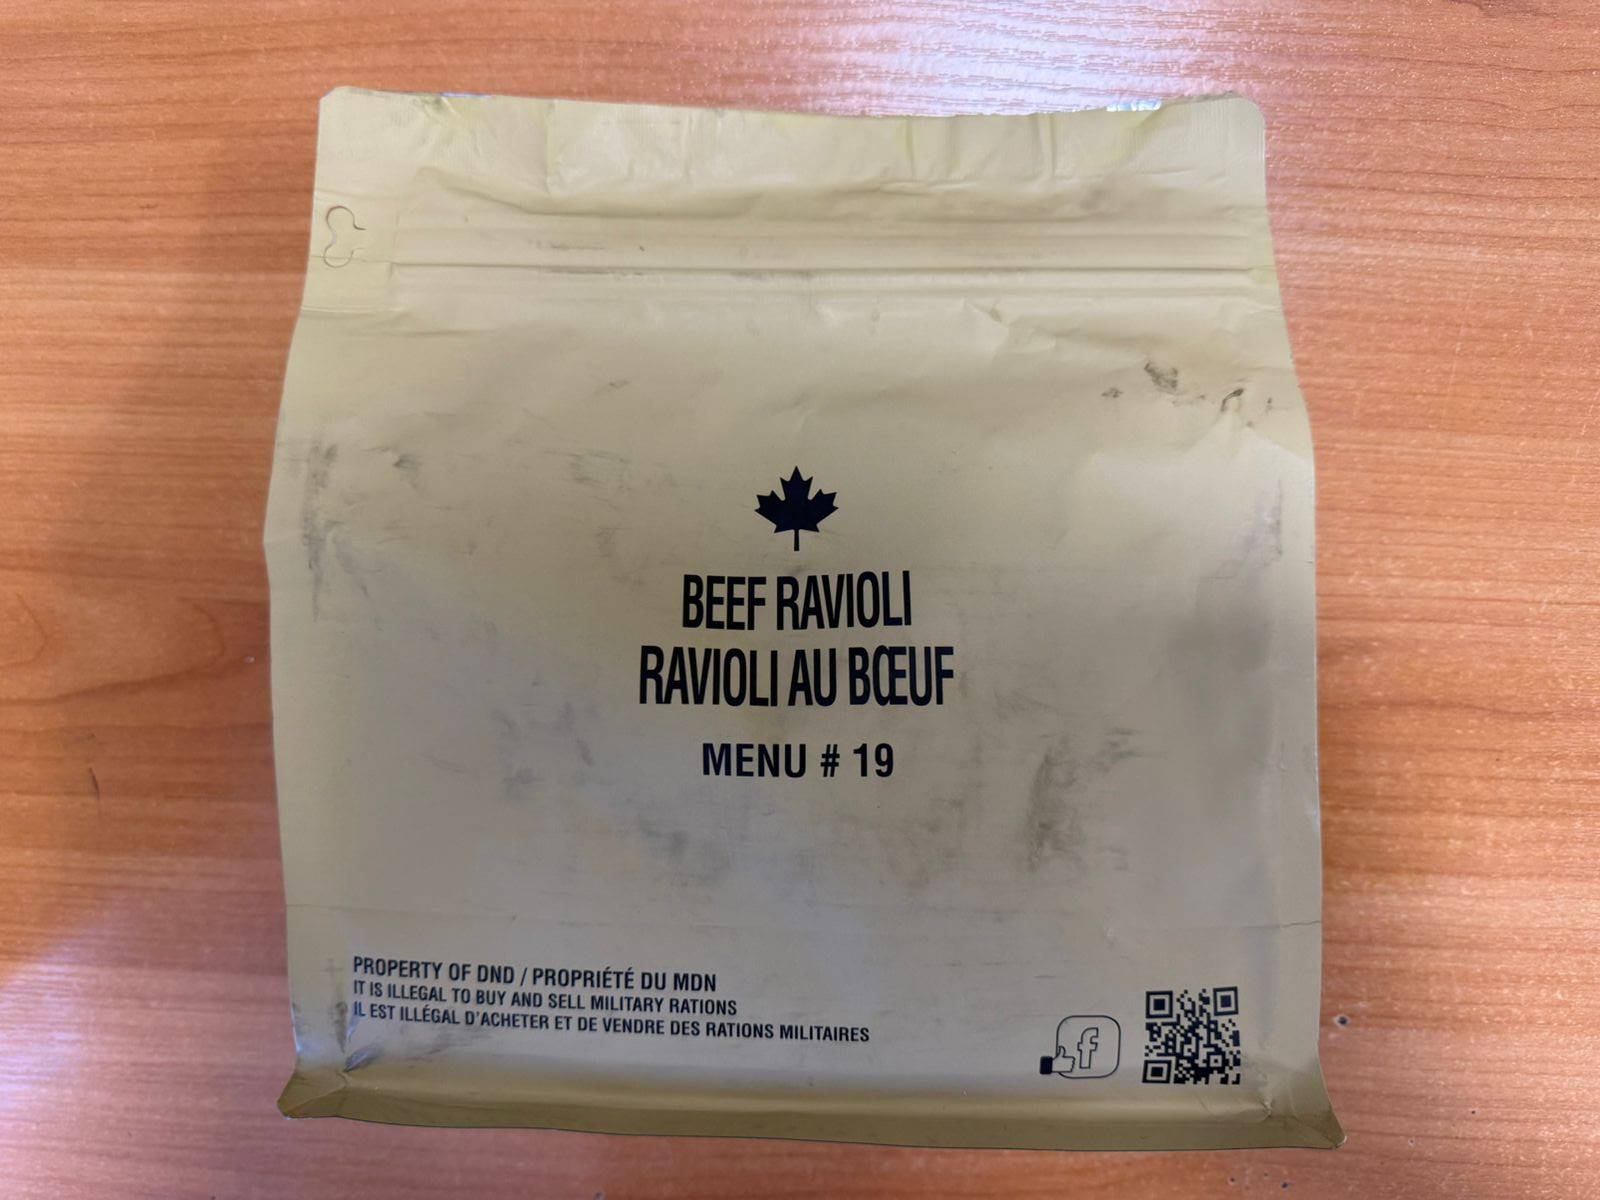 BEEF RAVIOLI
RAVIOLI AU BŒUF
MENU # 19
PROPERTY OF DND / PROPRIÉTÉ DU MDN
IT IS ILLEGAL TO BUY AND SELL MILITARY RATIONS
IL EST ILLÉGAL D'ACHETER ET DE VENDRE DES RATIONS MILITAIRES
f